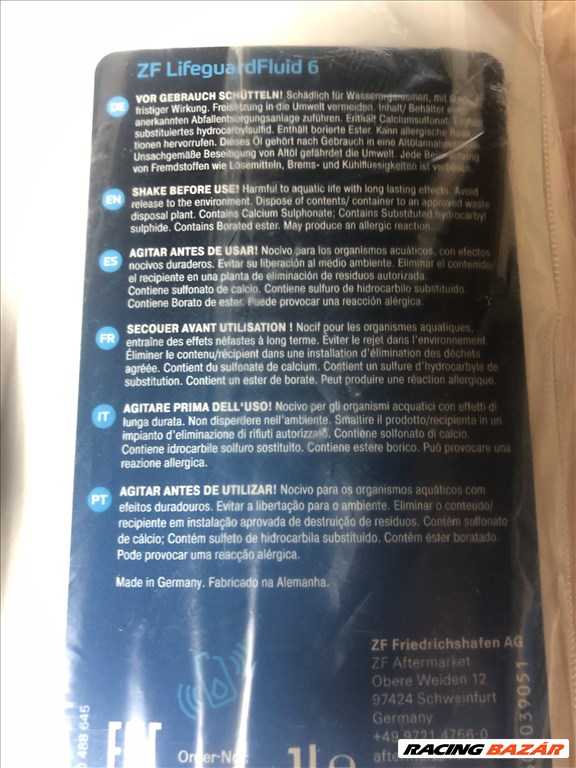 ZF LifeguardFluid 6
DE
VOR GEBRAUCH SCHÜTTELN! Schädlich für Wasserorganismen, mit
fristiger Wirkung. Freisetzung in die Umwelt vermeiden. Inhalt/ Behälter
anerkannten Abfallentsorgungsanlage zuführen. Enthält Calciumsulfonat.
substituiertes hydrocarbylsulfid. Enthält borierte Ester. Kann allergische
tionen hervorrufen. Dieses Öl gehört nach Gebrauch in eine Altölannahme
Unsachgemäße Beseitigung von Altöl gefährdet die Umwelt. Jede
von Fremdstoffen wie Lösemitteln, Brems- und Kühlflüssigkeiten ist verboten.
EN
SHAKE BEFORE USE! Harmful to aquatic life with long lasting effects. Avoid
release to the environment. Dispose of contents/ container to an approved waste
disposal plant. Contains Calcium Sulphonate; Contains Substituted hydrocarbyl
sulphide. Contains Borated ester. May produce an allergic reaction.
ES
AGITAR ANTES DE USAR! Nocivo para los organismos acuáticos, con efectos
nocivos duraderos. Evitar su liberación al medio ambiente. Eliminar el contenido/
el recipiente en una planta de eliminación de residuos autorizada.
Contiene sulfonato de calcio. Contiene sulfuro de hidrocarbilo substituido.
Contiene Borato de ester. Puede provocar una reacción alérgica.
FR
SECOUER AVANT UTILISATION ! Nocif pour les organismes aquatiques,
entraîne des effets néfastes à long terme. Éviter le rejet dans l'environnement.
Éliminer le contenu/récipient dans une installation d'élimination des déchets
agréée. Contient du sulfonate de calcium. Contient un sulfure d'hydrocarbyle de
substitution. Contient un ester de borate. Peut produire une réaction allergique.
IT
AGITARE PRIMA DELL'USO! Nocivo per gli organismi acquatici con effetti di
lunga durata. Non disperdere nell'ambiente. Smaltire il prodotto/recipiente in un
impianto d'eliminazione di rifiuti autorizzato. Contiene solfonato di calcio.
Contiene idrocarbile solfuro sostituito. Contiene estere borico. Può provocare una
reazione allergica.
PT
AGITAR ANTES DE UTILIZAR! Nocivo para os organismos aquáticos com
efeitos duradouros. Evitar a libertação para o ambiente. Eliminar o conteúdo/
recipiente em instalação aprovada de destruição de resíduos. Contém sulfonato
de cálcio; Contém sulfeto de hidrocarbila substituído. Contém éster boratado.
Pode provocar uma reacção alérgica.
Made in Germany. Fabricado na Alemanha.
ZF Friedrichshafen AG
ZF Aftermarket
Obere Weiden 12
97424 Schweinfurt
Germany
+49 9721 4756-0
Order-No.
1L e
488 645
039051
RACING BAZÁR